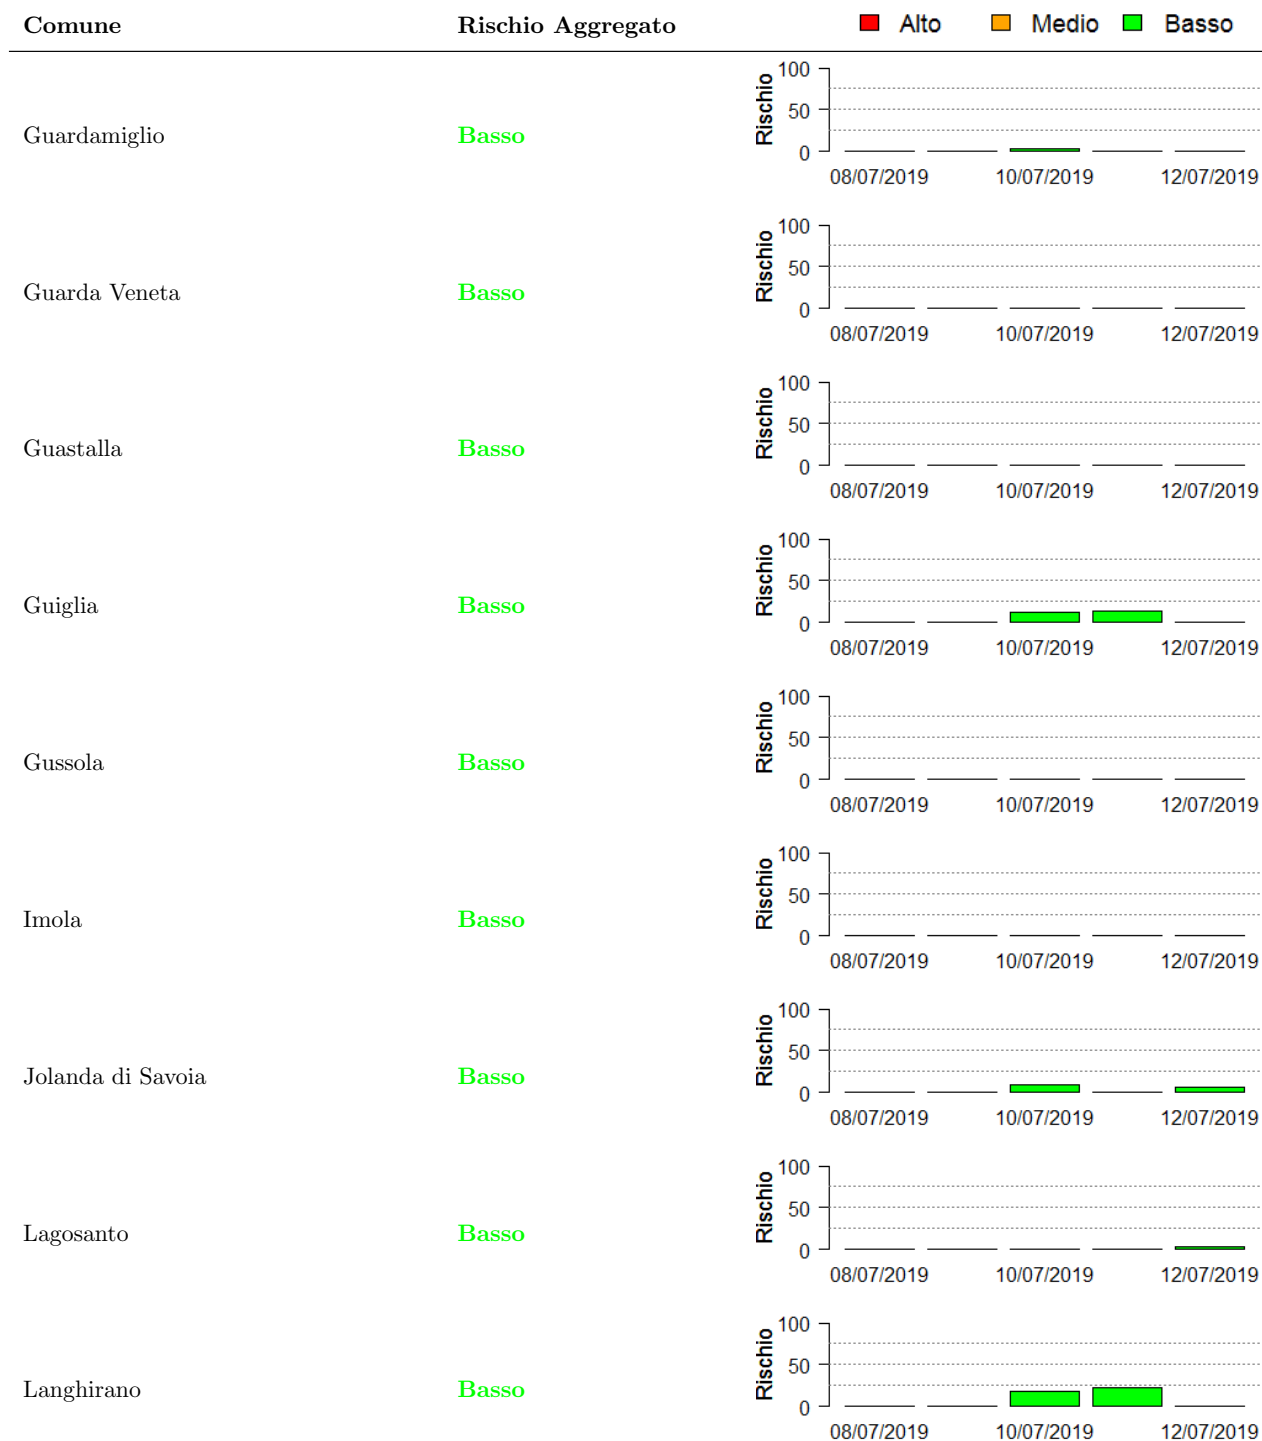 Comune Rischio Aggregato Alto Medio Basso
100
50
0
Rischio
Guardamiglio Basso
08/07/2019 10/07/2019 12/07/2019
100
50
0
Rischio
Guarda Veneta Basso
08/07/2019 10/07/2019 12/07/2019
100
50
0
Rischio
Guastalla Basso
08/07/2019 10/07/2019 12/07/2019
100
50
0
Rischio
Guiglia Basso
08/07/2019 10/07/2019 12/07/2019
100
50
0
Rischio
Gussola Basso
08/07/2019 10/07/2019 12/07/2019
100
50
0
Rischio
Imola Basso
08/07/2019 10/07/2019 12/07/2019
100
50
0
Rischio
Jolanda di Savoia Basso
08/07/2019 10/07/2019 12/07/2019
100
50
0
Rischio
Lagosanto Basso
08/07/2019 10/07/2019 12/07/2019
100
50
0
Rischio
Langhirano Basso
08/07/2019 10/07/2019 12/07/2019